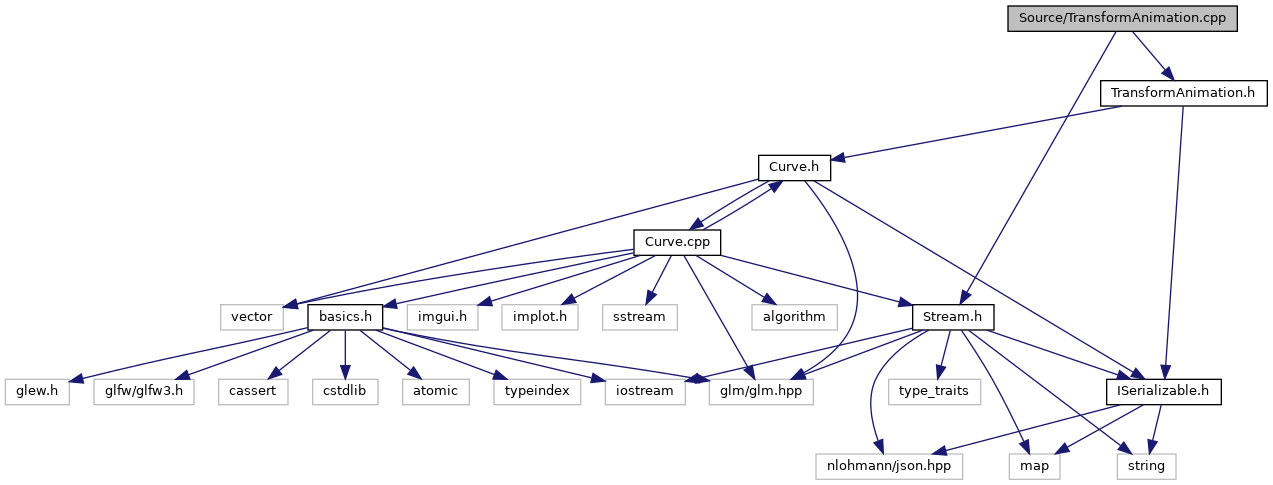 Source/TransformAnimation.cpp
TransformAnimation.h
Curve.h
Curve.cpp
vector
basics.h
imgui.h
implot.h
sstream
algorithm
Stream.h
glew.h
glfw/glfw3.h
cassert
cstdlib
atomic
typeindex
iostream
glm/glm.hpp
type_traits
ISerializable.h
nlohmann/json.hpp
map
string